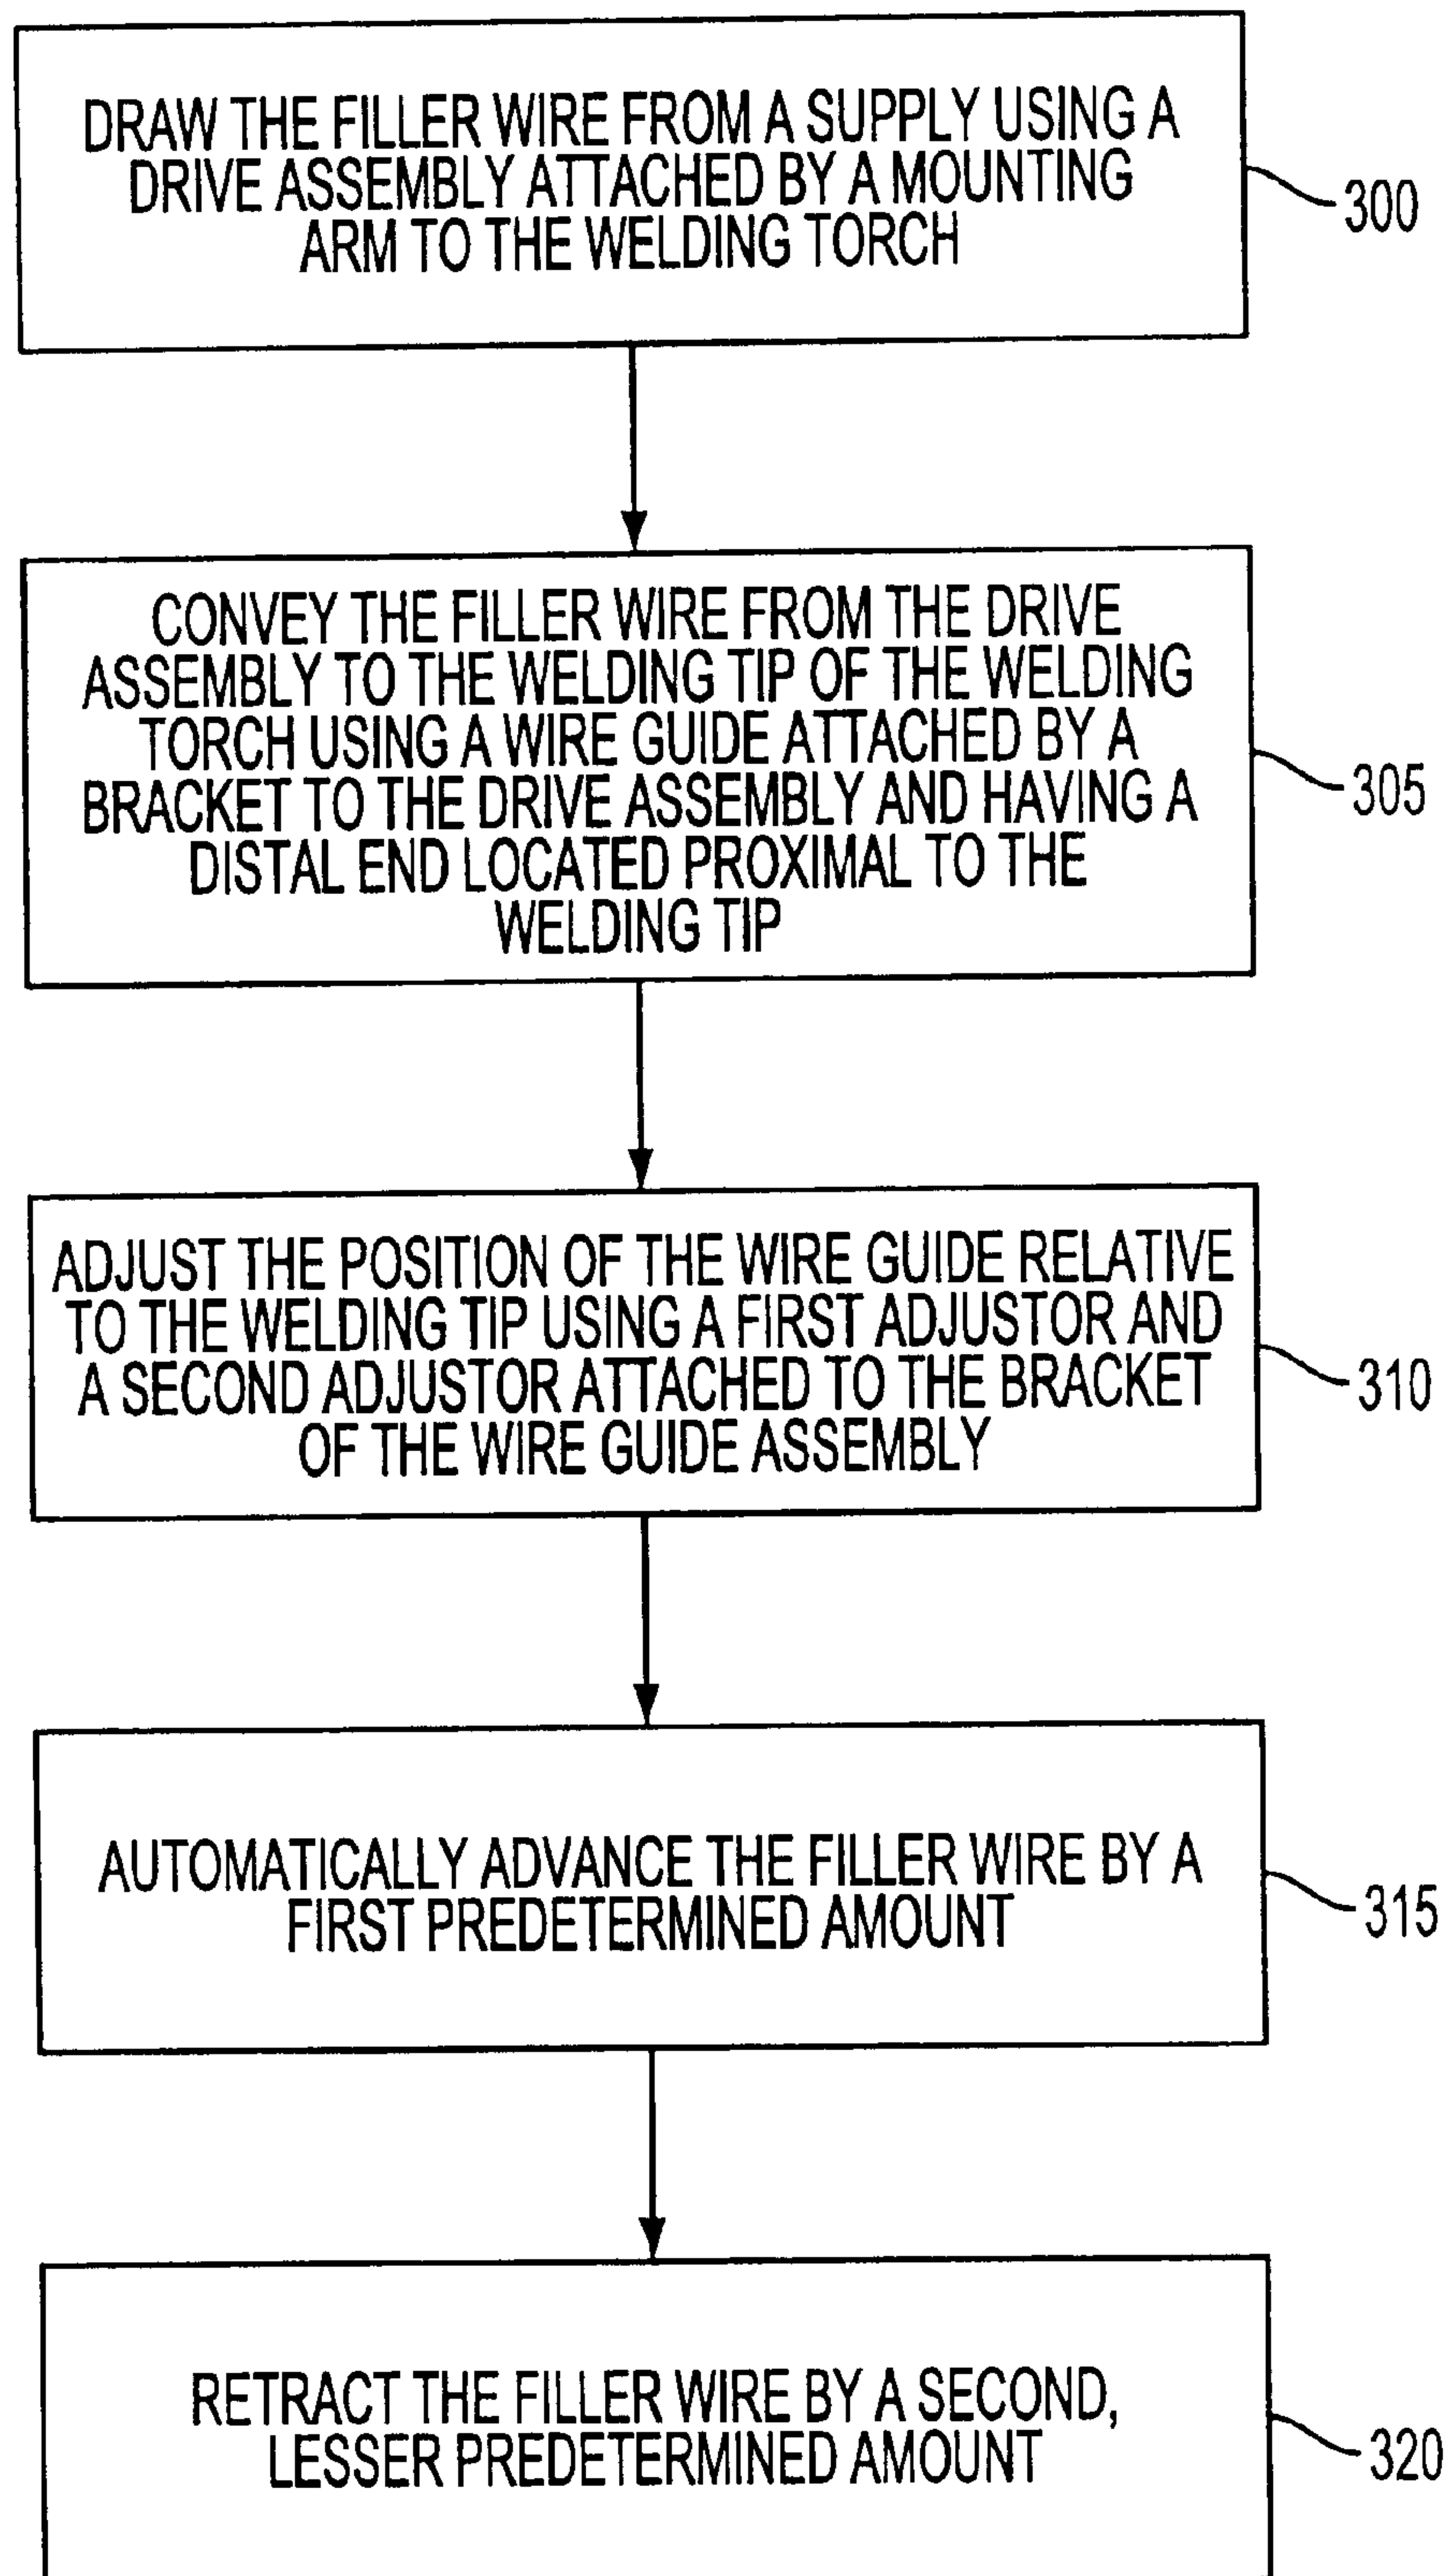 DRAW THE FILLER WIRE FROM A SUPPLY USING A
DRIVE ASSEMBLY ATTACHED BY A MOUNTING
ARM TO THE WELDING TORCH
300
CONVEY THE FILLER WIRE FROM THE DRIVE
ASSEMBLY TO THE WELDING TIP OF THE WELDING
TORCH USING A WIRE GUIDE ATTACHED BY A
BRACKET TO THE DRIVE ASSEMBLY AND HAVING A
DISTAL END LOCATED PROXIMAL TO THE
WELDING TIP
305
ADJUST THE POSITION OF THE WIRE GUIDE RELATIVE
TO THE WELDING TIP USING A FIRST ADJUSTOR AND
A SECOND ADJUSTOR ATTACHED TO THE BRACKET
OF THE WIRE GUIDE ASSEMBLY
310
AUTOMATICALLY ADVANCE THE FILLER WIRE BY A
FIRST PREDETERMINED AMOUNT
315
RETRACT THE FILLER WIRE BY A SECOND,
LESSER PREDETERMINED AMOUNT
320